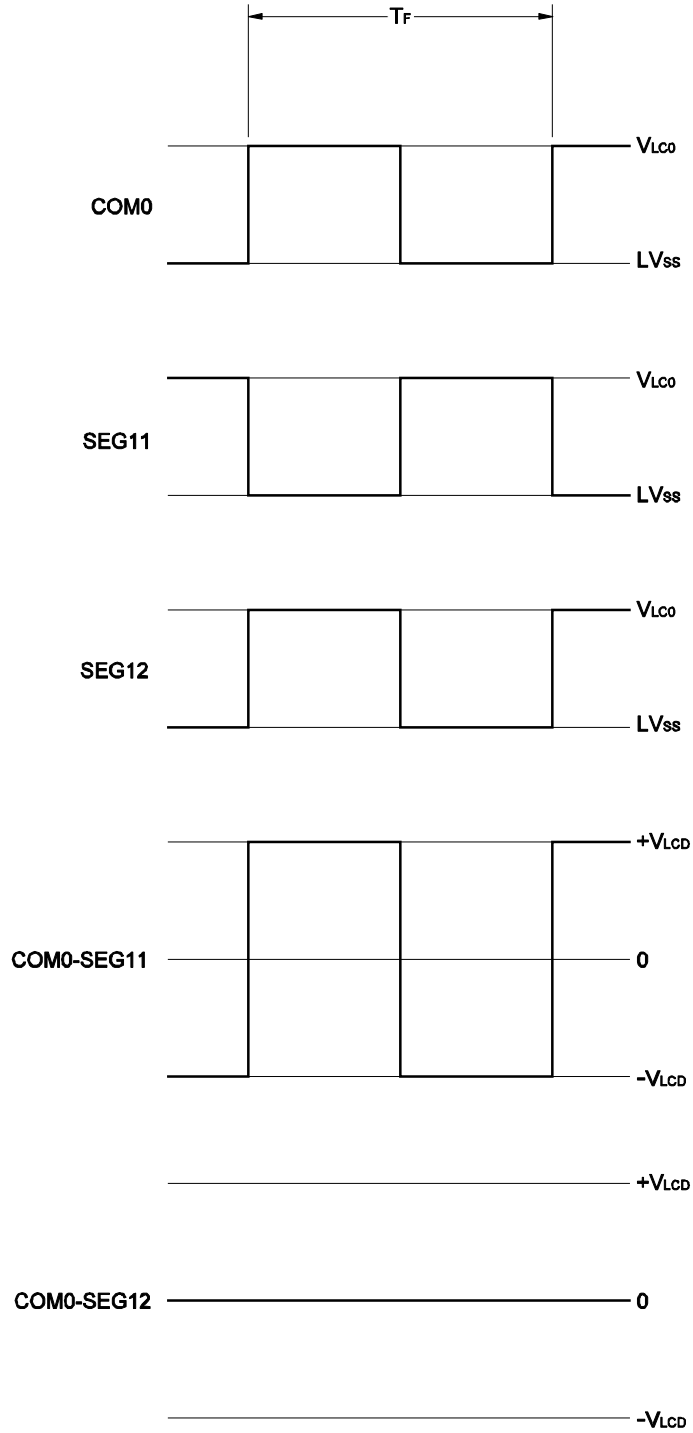 TF
VLC0
COM0
LVSS
VLC0
SEG11
LVSS
VLC0
SEG12
LVSS
+VLCD
COM0-SEG11
0
-VLCD
+VLCD
COM0-SEG12
0
-VLCD